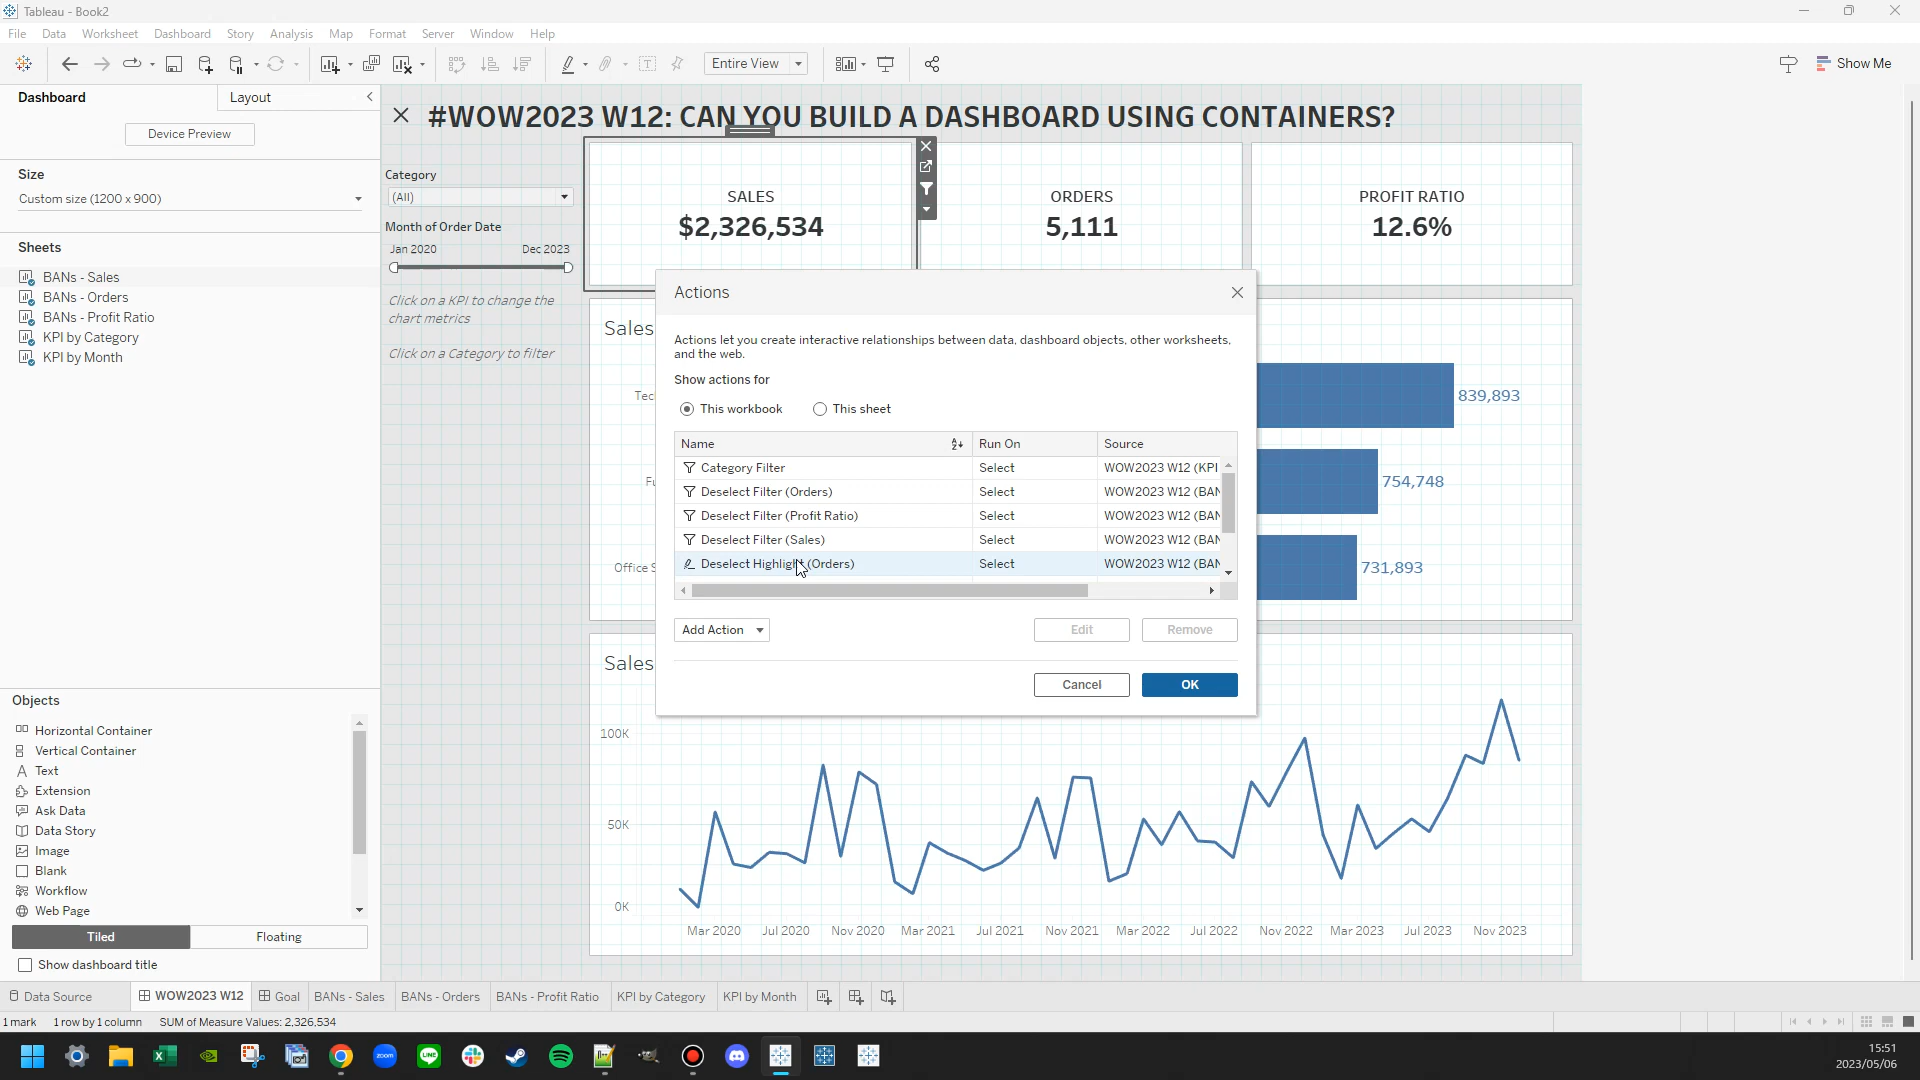 Tableau - Book2
File Data Worksheet Dashboard Story Analysis Map Format Server Window Help
Entire View
Show Me
Dashboard Layout
Device Preview
Size
Custom size (1200 x 900)
Sheets
BANs - Sales
BANs - Orders
BANs - Profit Ratio
KPI by Category
KPI by Month
Objects
Horizontal Container
Vertical Container
Text
Extension
Ask Data
Data Story
Image
Blank
Workflow
Web Page
Tiled Floating
Show dashboard title
#WOW2023 W12: CAN YOU BUILD A DASHBOARD USING CONTAINERS?
Category
(All)
Month of Order Date
Jan 2020 Dec 2023
Click on a KPI to change the
chart metrics
Click on a Category to filter
SALES
$2,326,534
ORDERS
5,111
PROFIT RATIO
12.6%
Sales
Tec
Fu
Office S
839,893
754,748
731,893
Actions
Actions let you create interactive relationships between data, dashboard objects, other worksheets,
and the web.
Show actions for
This workbook This sheet
Name Run On Source
Category Filter Select WOW2023 W12 (KPI
Deselect Filter (Orders) Select WOW2023 W12 (BAN
Deselect Filter (Profit Ratio) Select WOW2023 W12 (BAN
Deselect Filter (Sales) Select WOW2023 W12 (BAN
Deselect Highlight (Orders) Select WOW2023 W12 (BAN
Add Action Edit Remove
Cancel OK
Sales
100K
50K
0K
Mar 2020 Jul 2020 Nov 2020 Mar 2021 Jul 2021 Nov 2021 Mar 2022 Jul 2022 Nov 2022 Mar 2023 Jul 2023 Nov 2023
Data Source WOW2023 W12 Goal BANs - Sales BANs - Orders BANs - Profit Ratio KPI by Category KPI by Month
1 mark 1 row by 1 column SUM of Measure Values: 2,326,534
zoom
LINE
15:51
2023/05/06